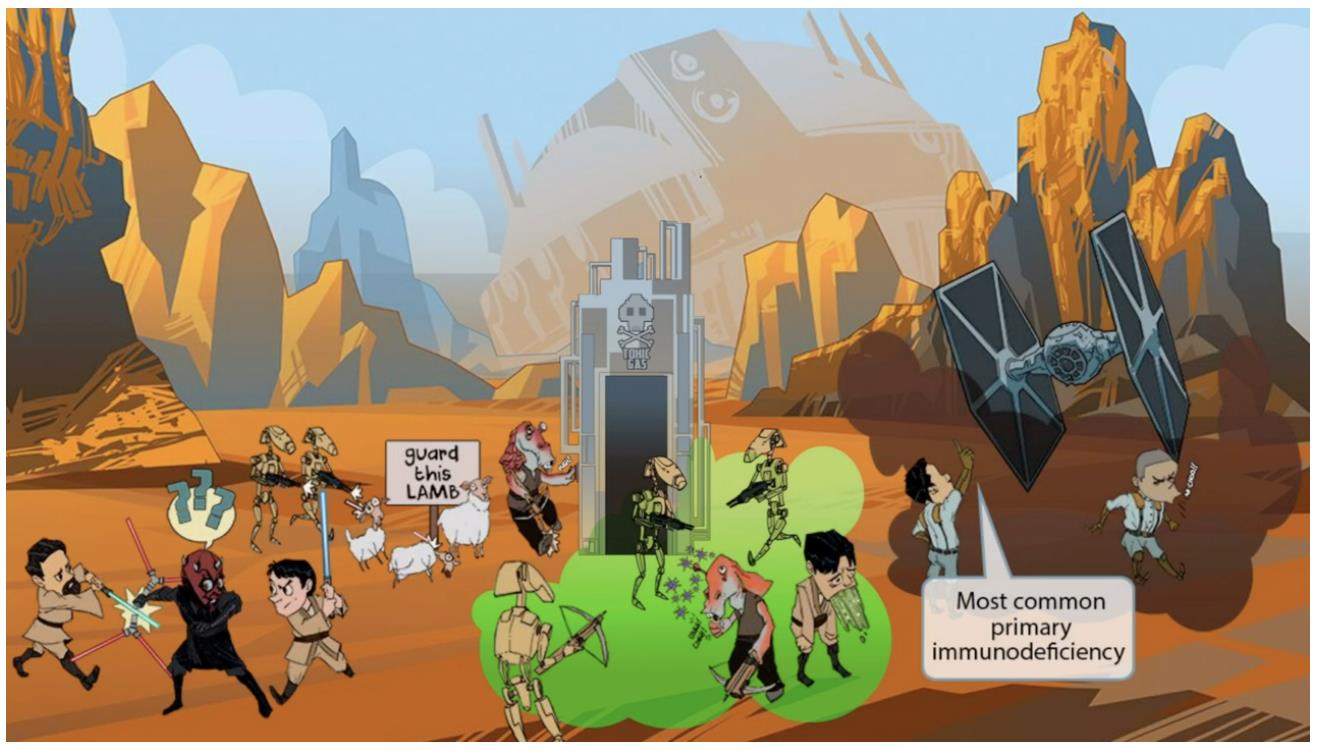 TOXIC
GAS
guard
this
LAMB
???
Most common
primary
immunodeficiency